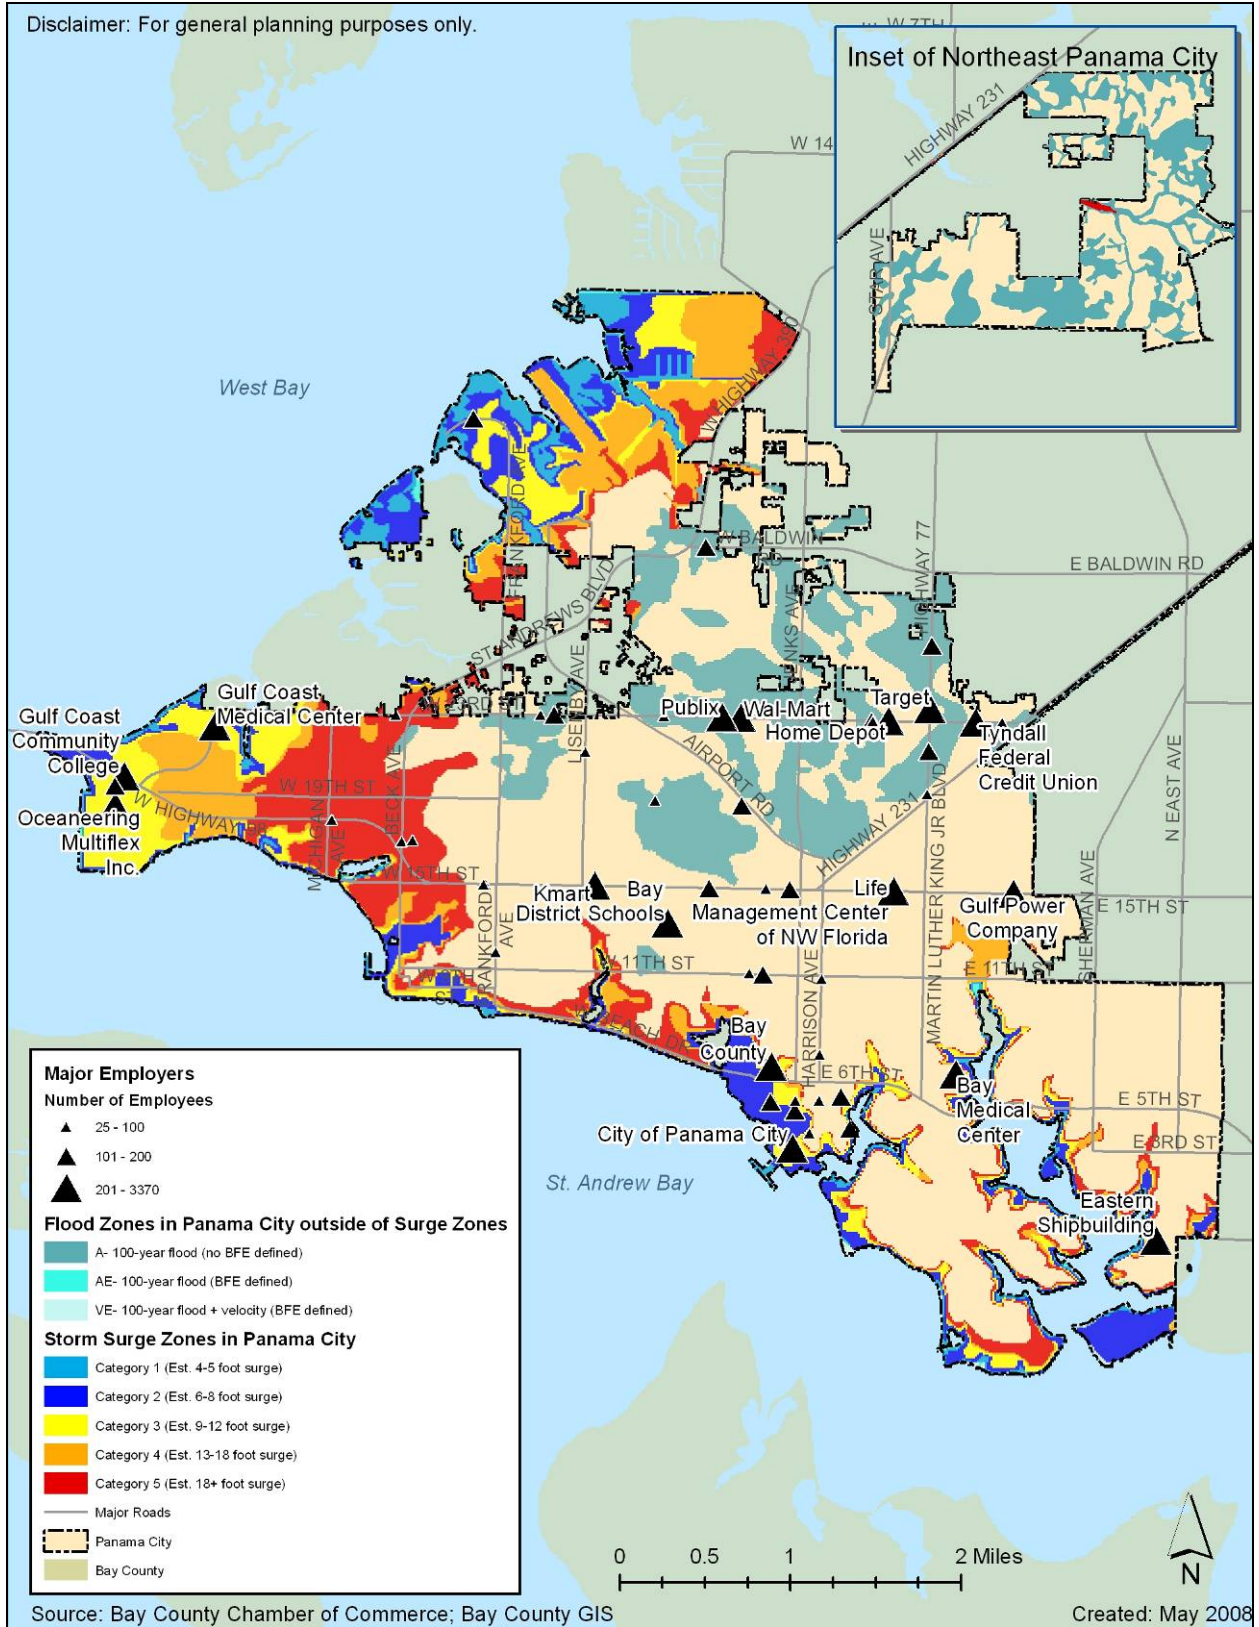 Disclaimer: For general planning purposes only.
W 7TH
Inset of Northeast Panama City
HIGHWAY 231
STAR AVE
W 14
West Bay
W HIGHWAY 390
FRANKFORD AVE
W BALDWIN
RD
E BALDWIN RD
HIGHWAY 77
ST ANDREWS BLVD
LISENBY AVE
Gulf Coast
Medical Center
Gulf Coast
Community
College
Publix
Wal-Mart
Target
Home Depot
Tyndall
Federal
Credit Union
AIRPORT RD
HIGHWAY 231
W 19TH ST
BECK AVE
W HIGHWAY 98
MICHIGAN
AVE
Oceaneering
Multiflex
Inc.
N EAST AVE
W 15TH ST
Kmart
Bay
District Schools
Life
Management Center
of NW Florida
Gulf Power
Company
E 15TH ST
SHERMAN AVE
MARTIN LUTHER KING JR BLVD
FRANKFORD
AVE
W 11TH ST
E 11TH ST
HARRISON AVE
W BEACH DR
Bay
County
E 6TH ST
Bay
Medical
Center
E 5TH ST
E 3RD ST
City of Panama City
St. Andrew Bay
Eastern
Shipbuilding
Major Employers
Number of Employees
25 - 100
101 - 200
201 - 3370
Flood Zones in Panama City outside of Surge Zones
A- 100-year flood (no BFE defined)
AE- 100-year flood (BFE defined)
VE- 100-year flood + velocity (BFE defined)
Storm Surge Zones in Panama City
Category 1 (Est. 4-5 foot surge)
Category 2 (Est. 6-8 foot surge)
Category 3 (Est. 9-12 foot surge)
Category 4 (Est. 13-18 foot surge)
Category 5 (Est. 18+ foot surge)
Major Roads
Panama City
Bay County
0 0.5 1 2 Miles
N
Source: Bay County Chamber of Commerce; Bay County GIS
Created: May 2008